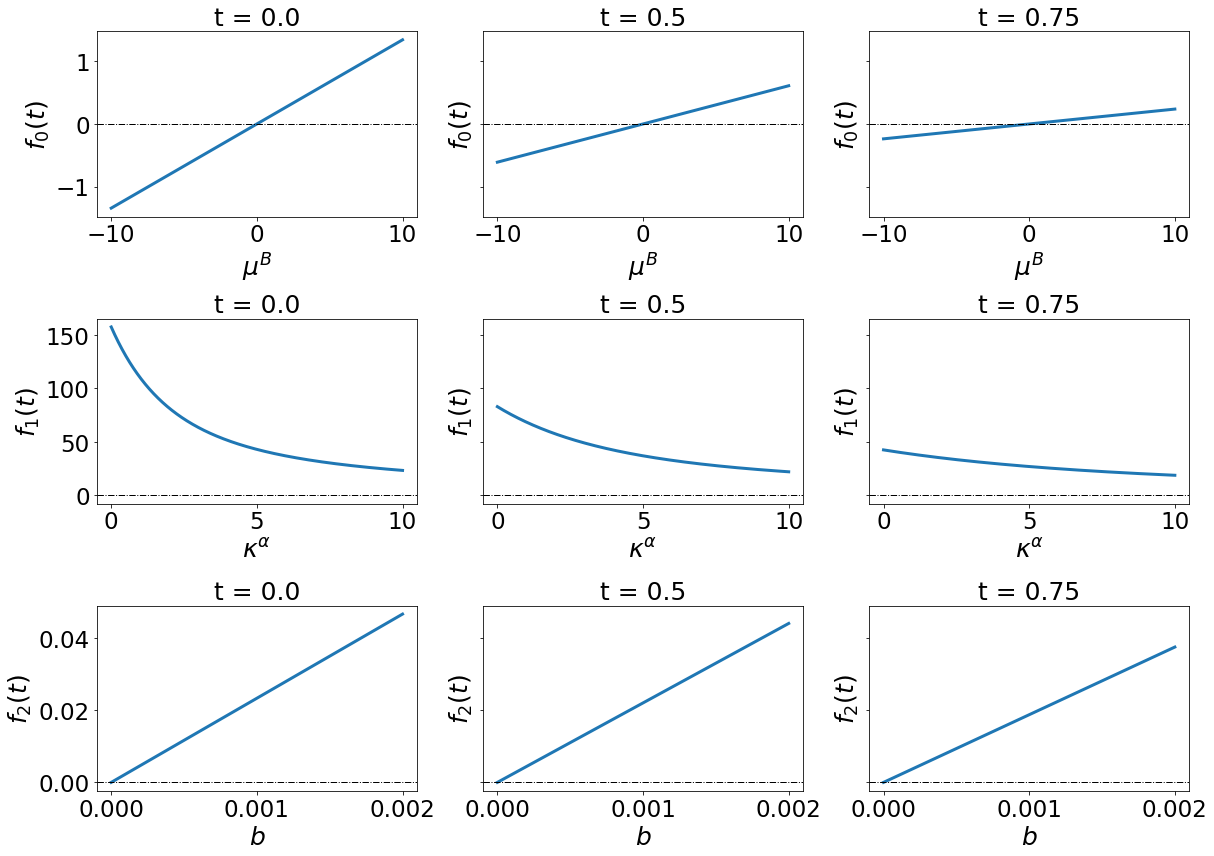 t = 0.0 t = 0.5 t = 0.75
f₀(t) 1 0 −1 f₀(t) f₀(t)
−10 0 10 −10 0 10 −10 0 10
μᴮ μᴮ μᴮ
t = 0.0 t = 0.5 t = 0.75
f₁(t) 150 100 50 0 f₁(t) f₁(t)
0 5 10 0 5 10 0 5 10
κᵅ κᵅ κᵅ
t = 0.0 t = 0.5 t = 0.75
f₂(t) 0.04 0.02 0.00 f₂(t) f₂(t)
0.000 0.001 0.002 0.000 0.001 0.002 0.000 0.001 0.002
b b b